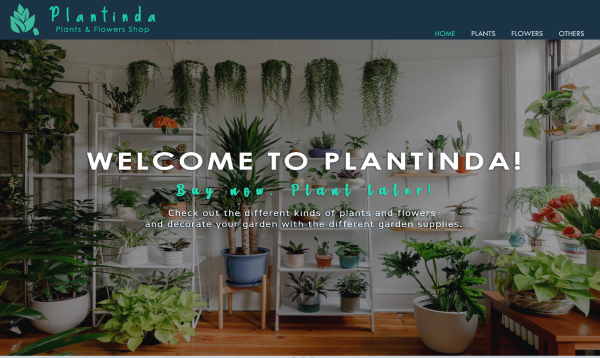 Plantinda
Plants & Flowers Shop
HOME PLANTS FLOWERS OTHERS
WELCOME TO PLANTINDA!
Buy now. Plant later!
Check out the different kinds of plants and flowers
and decorate your garden with the different garden supplies.